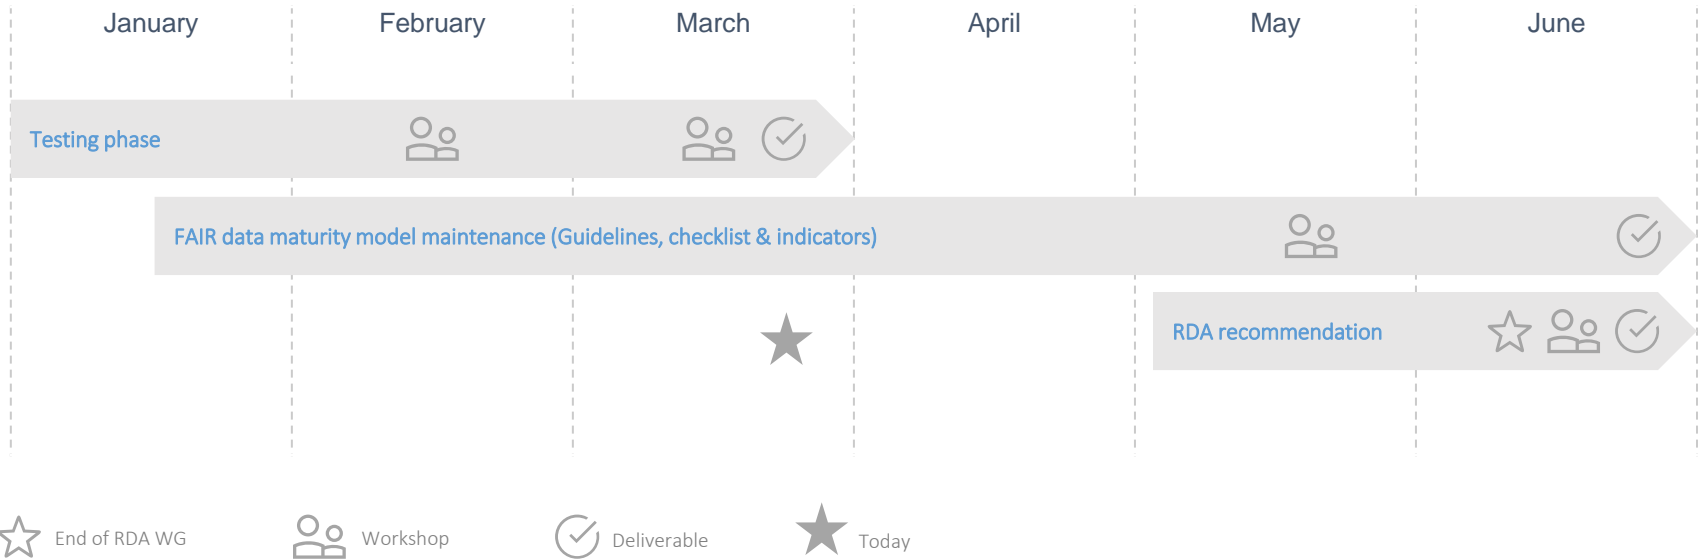 January
February
March
April
May
June
Testing phase
FAIR data maturity model maintenance (Guidelines, checklist & indicators)
RDA recommendation
End of RDA WG
Workshop
Deliverable
Today